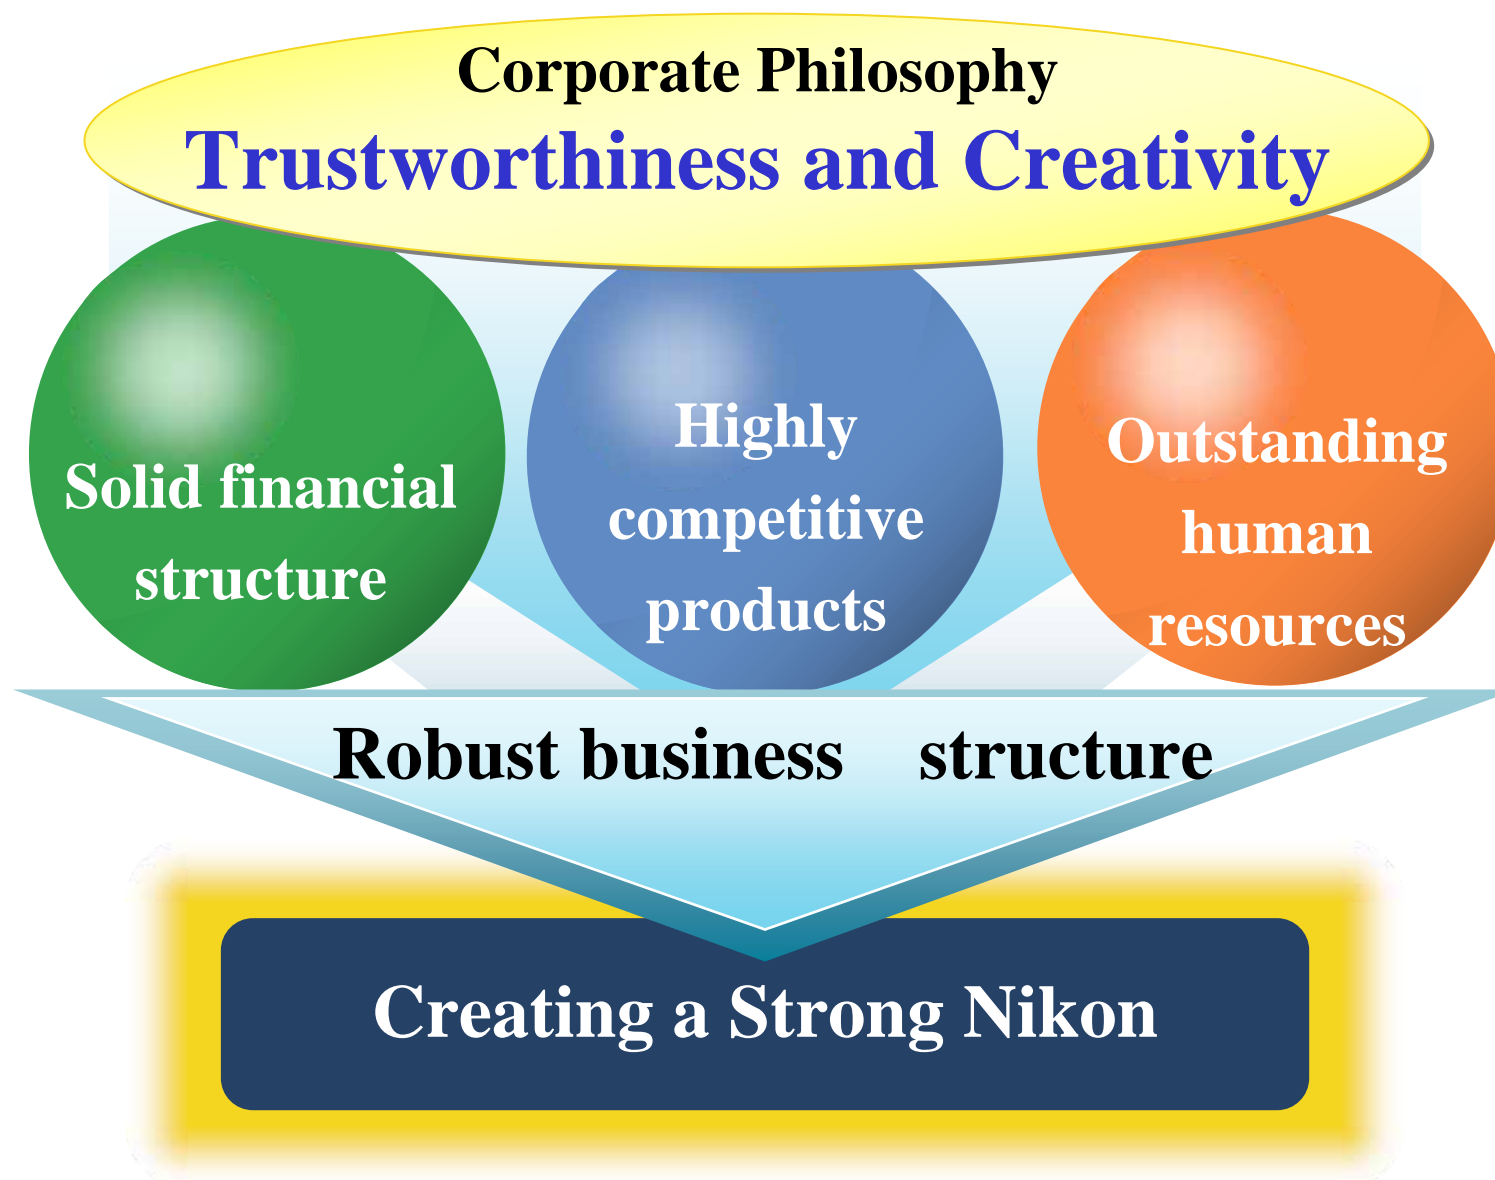 Corporate Philosophy
Trustworthiness and Creativity
Solid financial
structure
Highly
competitive
products
Outstanding
human
resources
Robust business structure
Creating a Strong Nikon